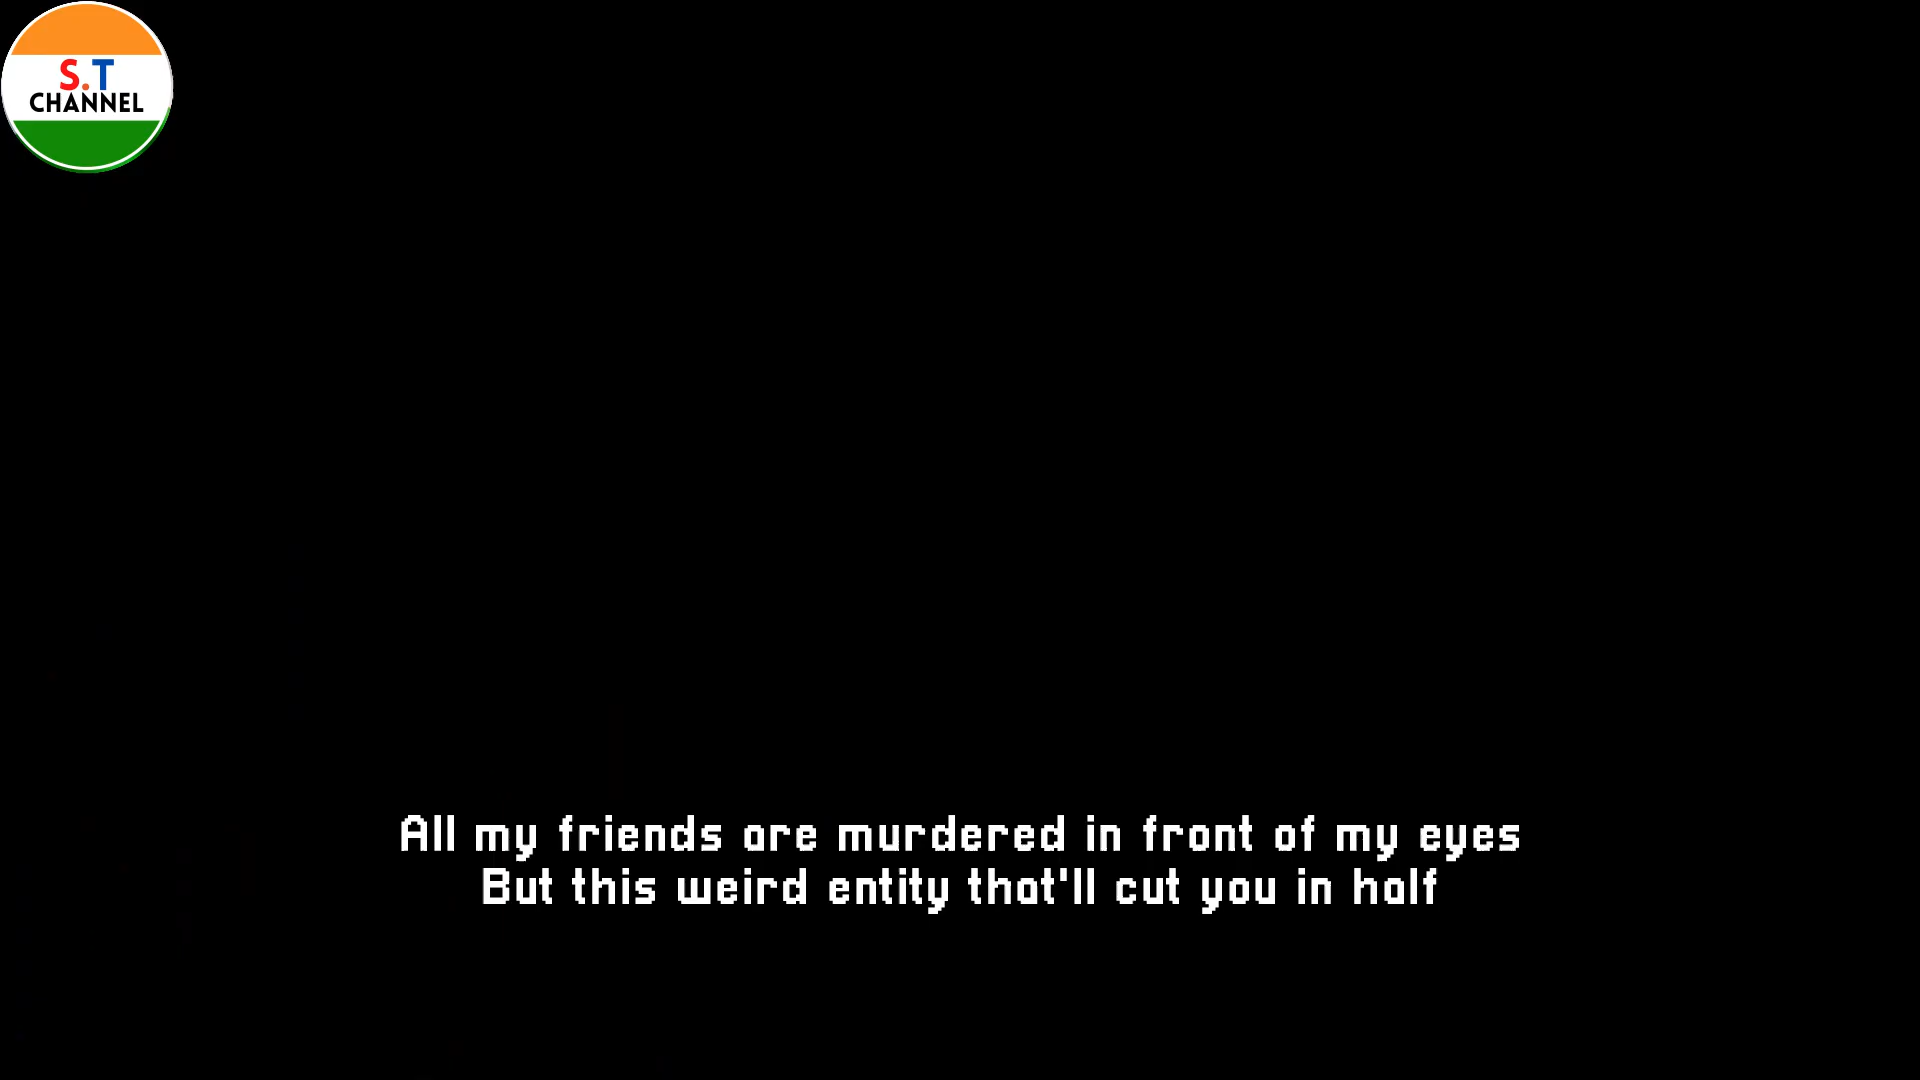 S.T
CHANNEL
All my friends are murdered in front of my eyes
But this weird entity that'll cut you in half